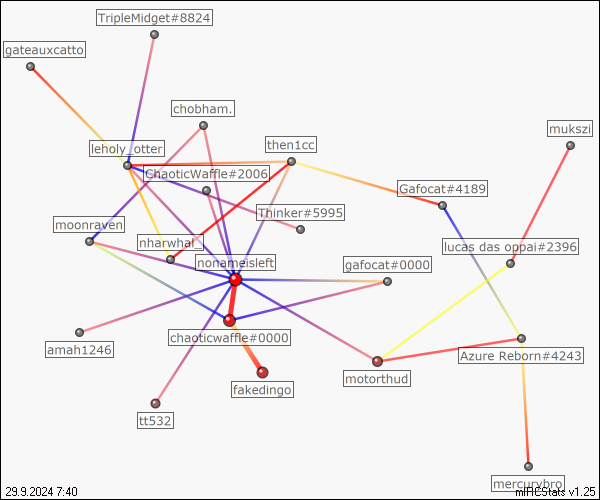 TripleMidget#8824
gateauxcatto
chobham.
mukszi
leholy_otter
then1cc
ChaoticWaffle#2006
Gafocat#4189
Thinker#5995
moonraven
nharwhal_
lucas das oppai#2396
nonameisleft
gafocat#0000
chaoticwaffle#0000
amah1246
Azure Reborn#4243
motorthud
fakedingo
tt532
mercurybro
29.9.2024 7:40
mIRCStats v1.25